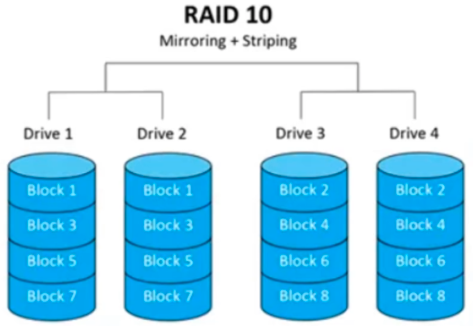 RAID 10
Mirroring + Striping
Drive 1 Drive 2 Drive 3 Drive 4
Block 1 Block 1 Block 2 Block 2
Block 3 Block 3 Block 4 Block 4
Block 5 Block 5 Block 6 Block 6
Block 7 Block 7 Block 8 Block 8